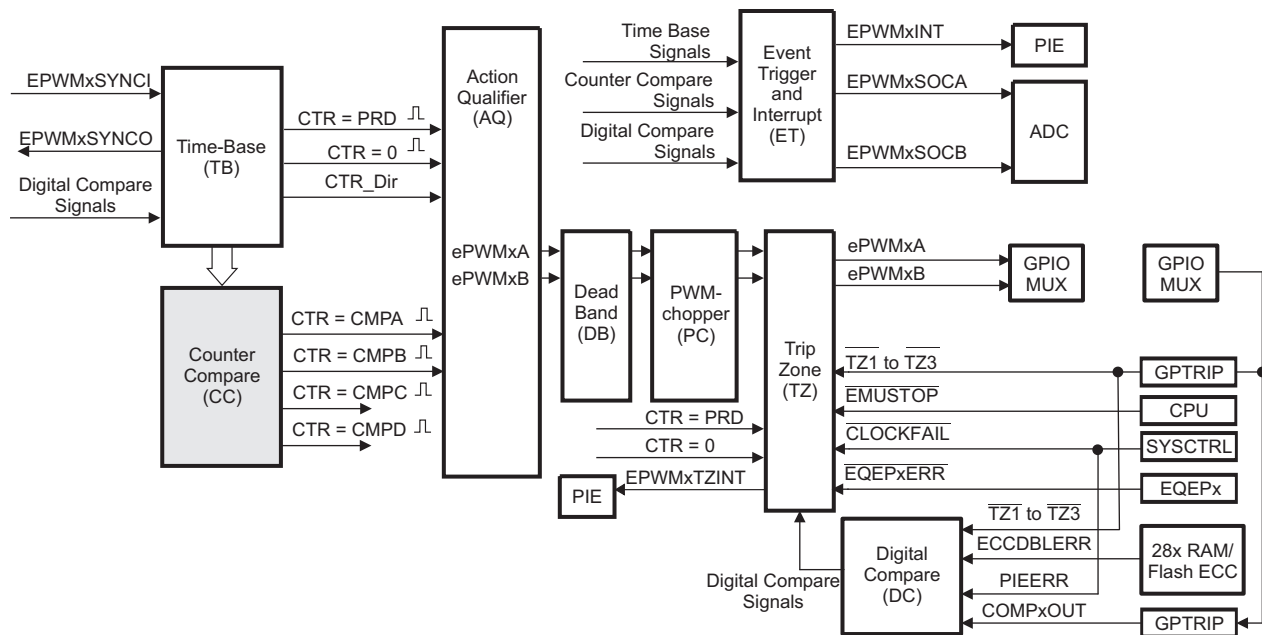 EPWMxSYNCI
EPWMxSYNCO
Digital Compare
Signals
Time-Base
(TB)
CTR = PRD
CTR = 0
CTR_Dir
Counter
Compare
(CC)
CTR = CMPA
CTR = CMPB
CTR = CMPC
CTR = CMPD
Action
Qualifier
(AQ)
ePWMxA
ePWMxB
Time Base
Signals
Counter Compare
Signals
Digital Compare
Signals
Event
Trigger
and
Interrupt
(ET)
EPWMxINT
EPWMxSOCA
EPWMxSOCB
PIE
ADC
Dead
Band
(DB)
PWM-
chopper
(PC)
CTR = PRD
CTR = 0
EPWMxTZINT
PIE
Trip
Zone
(TZ)
ePWMxA
ePWMxB
GPIO
MUX
GPIO
MUX
TZ1 to TZ3
EMUSTOP
CLOCKFAIL
EQEPxERR
GPTRIP
CPU
SYSCTRL
EQEPx
Digital Compare
Signals
Digital
Compare
(DC)
TZ1 to TZ3
ECCDBLERR
PIEERR
COMPxOUT
28x RAM/
Flash ECC
GPTRIP